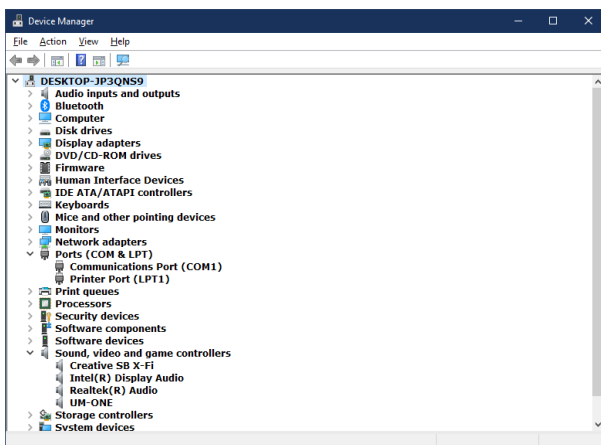 Device Manager
File Action View Help
DESKTOP-JP3QNS9
Audio inputs and outputs
Bluetooth
Computer
Disk drives
Display adapters
DVD/CD-ROM drives
Firmware
Human Interface Devices
IDE ATA/ATAPI controllers
Keyboards
Mice and other pointing devices
Monitors
Network adapters
Ports (COM & LPT)
Communications Port (COM1)
Printer Port (LPT1)
Print queues
Processors
Security devices
Software components
Software devices
Sound, video and game controllers
Creative SB X-Fi
Intel(R) Display Audio
Realtek(R) Audio
UM-ONE
Storage controllers
System devices